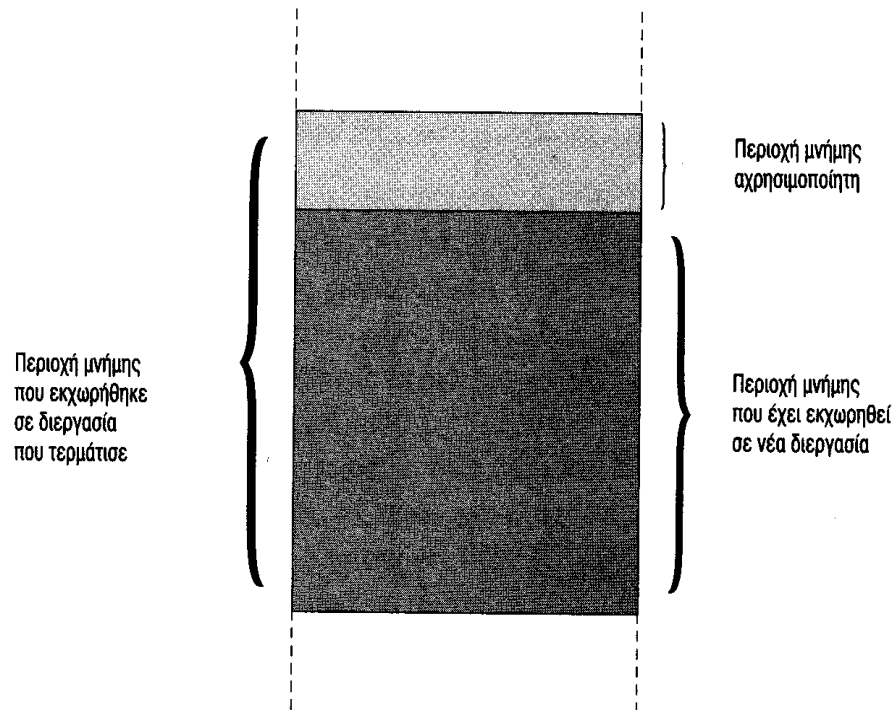 Περιοχή μνήμης
αχρησιμοποίητη
Περιοχή μνήμης
που εκχωρήθηκε
σε διεργασία
που τερμάτισε
Περιοχή μνήμης
που έχει εκχωρηθεί
σε νέα διεργασία